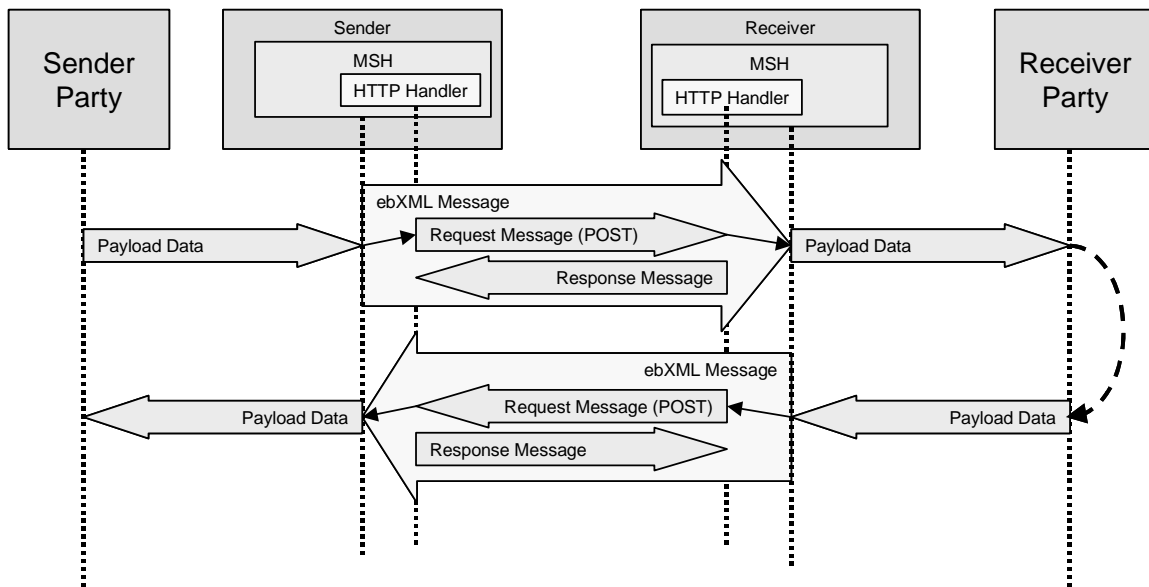 Sender
Party
Sender
MSH
HTTP Handler
Receiver
MSH
HTTP Handler
Receiver
Party
ebXML Message
Payload Data
Request Message (POST)
Payload Data
Response Message
ebXML Message
Payload Data
Request Message (POST)
Payload Data
Response Message